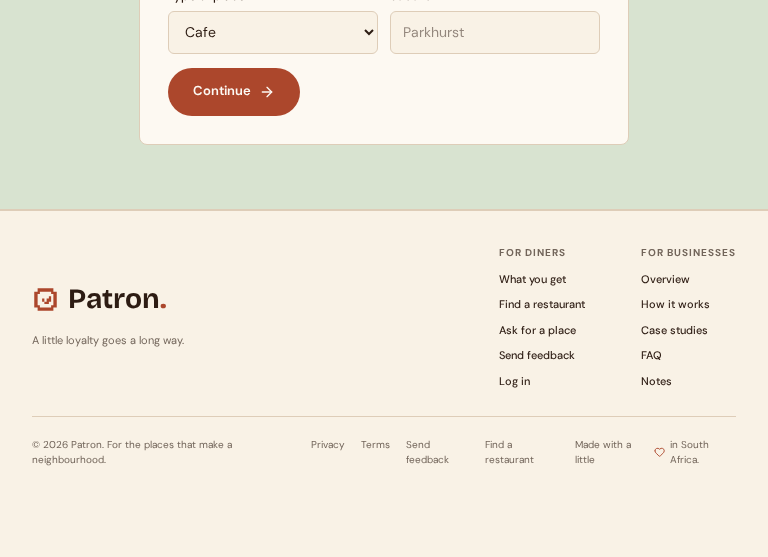 Cafe
Parkhurst
Continue
FOR DINERS
What you get
Find a restaurant
Ask for a place
Send feedback
Log in
FOR BUSINESSES
Overview
How it works
Case studies
FAQ
Notes
Patron.
A little loyalty goes a long way.
© 2026 Patron. For the places that make a
neighbourhood.
Privacy
Terms
Send
feedback
Find a
restaurant
Made with a
little
in South
Africa.